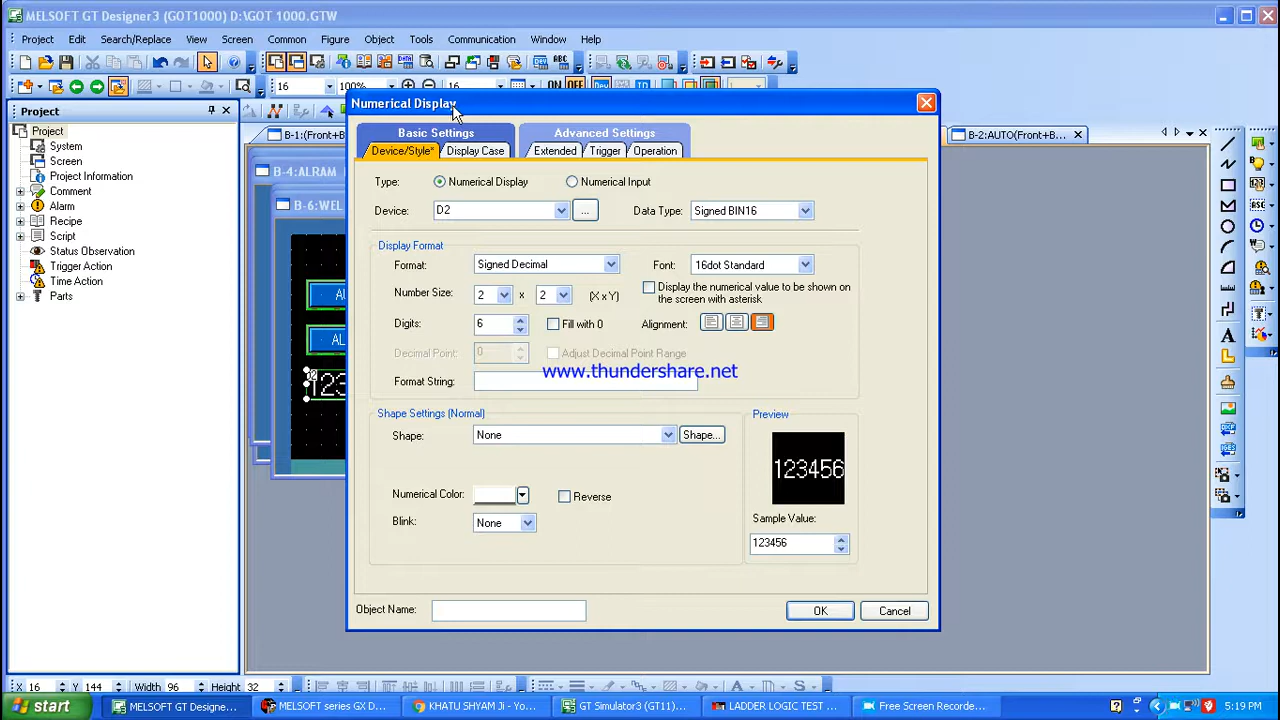 MELSOFT GT Designer3 (GOT1000) D:\GOT 1000.GTW
Project Edit Search/Replace View Screen Common Figure Object Tools Communication Window Help
16 100% 16
Project
B-1:(Front+B
B-2:AUTO(Front+B...
Numerical Display
Basic Settings Advanced Settings
Device/Style* Display Case Extended Trigger Operation
Project
System
Screen
Project Information
Comment
Alarm
Recipe
Script
Status Observation
Trigger Action
Time Action
Parts
B-4:ALRAM
B-6:WEL
AU
AL
123
Type: Numerical Display Numerical Input
Device: D2 ... Data Type: Signed BIN16
Display Format
Format: Signed Decimal Font: 16dot Standard
Number Size: 2 x 2 (X x Y) Display the numerical value to be shown on the screen with asterisk
Digits: 6 Fill with 0 Alignment:
Decimal Point: 0 Adjust Decimal Point Range
www.thundershare.net
Format String:
Shape Settings (Normal) Preview
Shape: None Shape...
123456
Numerical Color: Reverse
Blink: None
Sample Value:
123456
Object Name: OK Cancel
X 16 Y 144 Width 96 Height 32
start MELSOFT GT Designe... MELSOFT series GX D... KHATU SHYAM Ji - Yo... GT Simulator3 (GT11)... LADDER LOGIC TEST ... Free Screen Recorde... 5:19 PM